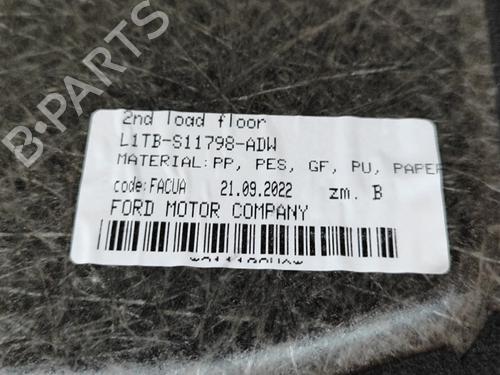 2nd load floor
L1TB-S11798-ADW
MATERIAL:PP, PES, GF, PU, PAPER
code:FACUA 21.09.2022 zm. B
FORD MOTOR COMPANY